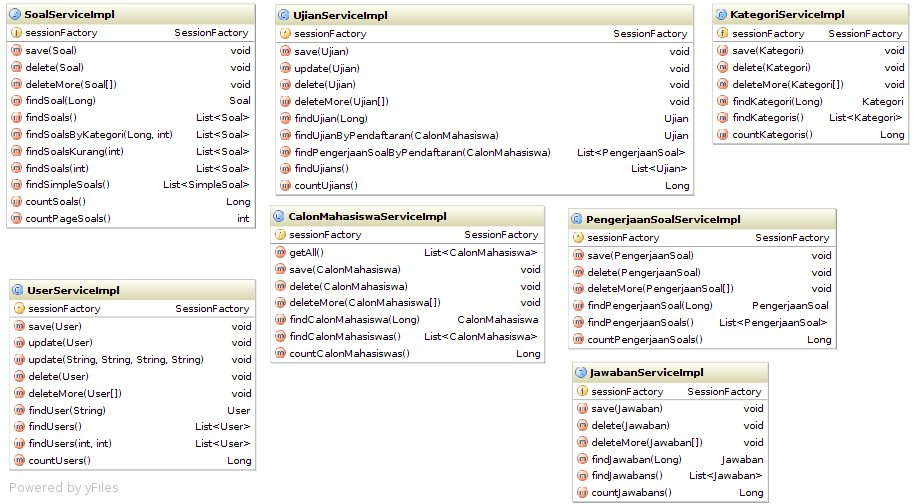 SoalServiceImpl
sessionFactory SessionFactory
save(Soal) void
delete(Soal) void
deleteMore(Soal[]) void
findSoal(Long) Soal
findSoals() List<Soal>
findSoalsByKategori(Long, int) List<Soal>
findSoalsKurang(int) List<Soal>
findSoals(int) List<Soal>
findSimpleSoals() List<SimpleSoal>
countSoals() Long
countPageSoals() int
UjianServiceImpl
sessionFactory SessionFactory
save(Ujian) void
update(Ujian) void
delete(Ujian) void
deleteMore(Ujian[]) void
findUjian(Long) Ujian
findUjianByPendaftaran(CalonMahasiswa) Ujian
findPengerjaanSoalByPendaftaran(CalonMahasiswa) List<PengerjaanSoal>
findUjians() List<Ujian>
countUjians() Long
KategoriServiceImpl
sessionFactory SessionFactory
save(Kategori) void
delete(Kategori) void
deleteMore(Kategori[]) void
findKategori(Long) Kategori
findKategoris() List<Kategori>
countKategoris() Long
CalonMahasiswaServiceImpl
sessionFactory SessionFactory
getAll() List<CalonMahasiswa>
save(CalonMahasiswa) void
delete(CalonMahasiswa) void
deleteMore(CalonMahasiswa[]) void
findCalonMahasiswa(Long) CalonMahasiswa
findCalonMahasiswas() List<CalonMahasiswa>
countCalonMahasiswas() Long
PengerjaanSoalServiceImpl
sessionFactory SessionFactory
save(PengerjaanSoal) void
delete(PengerjaanSoal) void
deleteMore(PengerjaanSoal[]) void
findPengerjaanSoal(Long) PengerjaanSoal
findPengerjaanSoals() List<PengerjaanSoal>
countPengerjaanSoals() Long
UserServiceImpl
sessionFactory SessionFactory
save(User) void
update(User) void
update(String, String, String, String) void
delete(User) void
deleteMore(User[]) void
findUser(String) User
findUsers() List<User>
findUsers(int, int) List<User>
countUsers() Long
JawabanServiceImpl
sessionFactory SessionFactory
save(Jawaban) void
delete(Jawaban) void
deleteMore(Jawaban[]) void
findJawaban(Long) Jawaban
findJawabans() List<Jawaban>
countJawabans() Long
Powered by yFiles